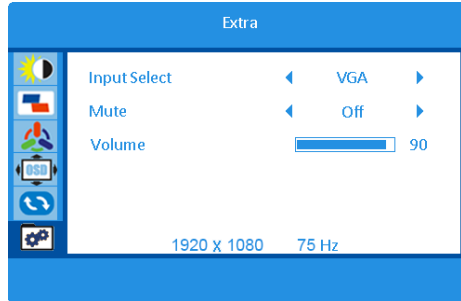 Extra
Input Select VGA
Mute Off
Volume 90
OSD
1920 x 1080 75 Hz